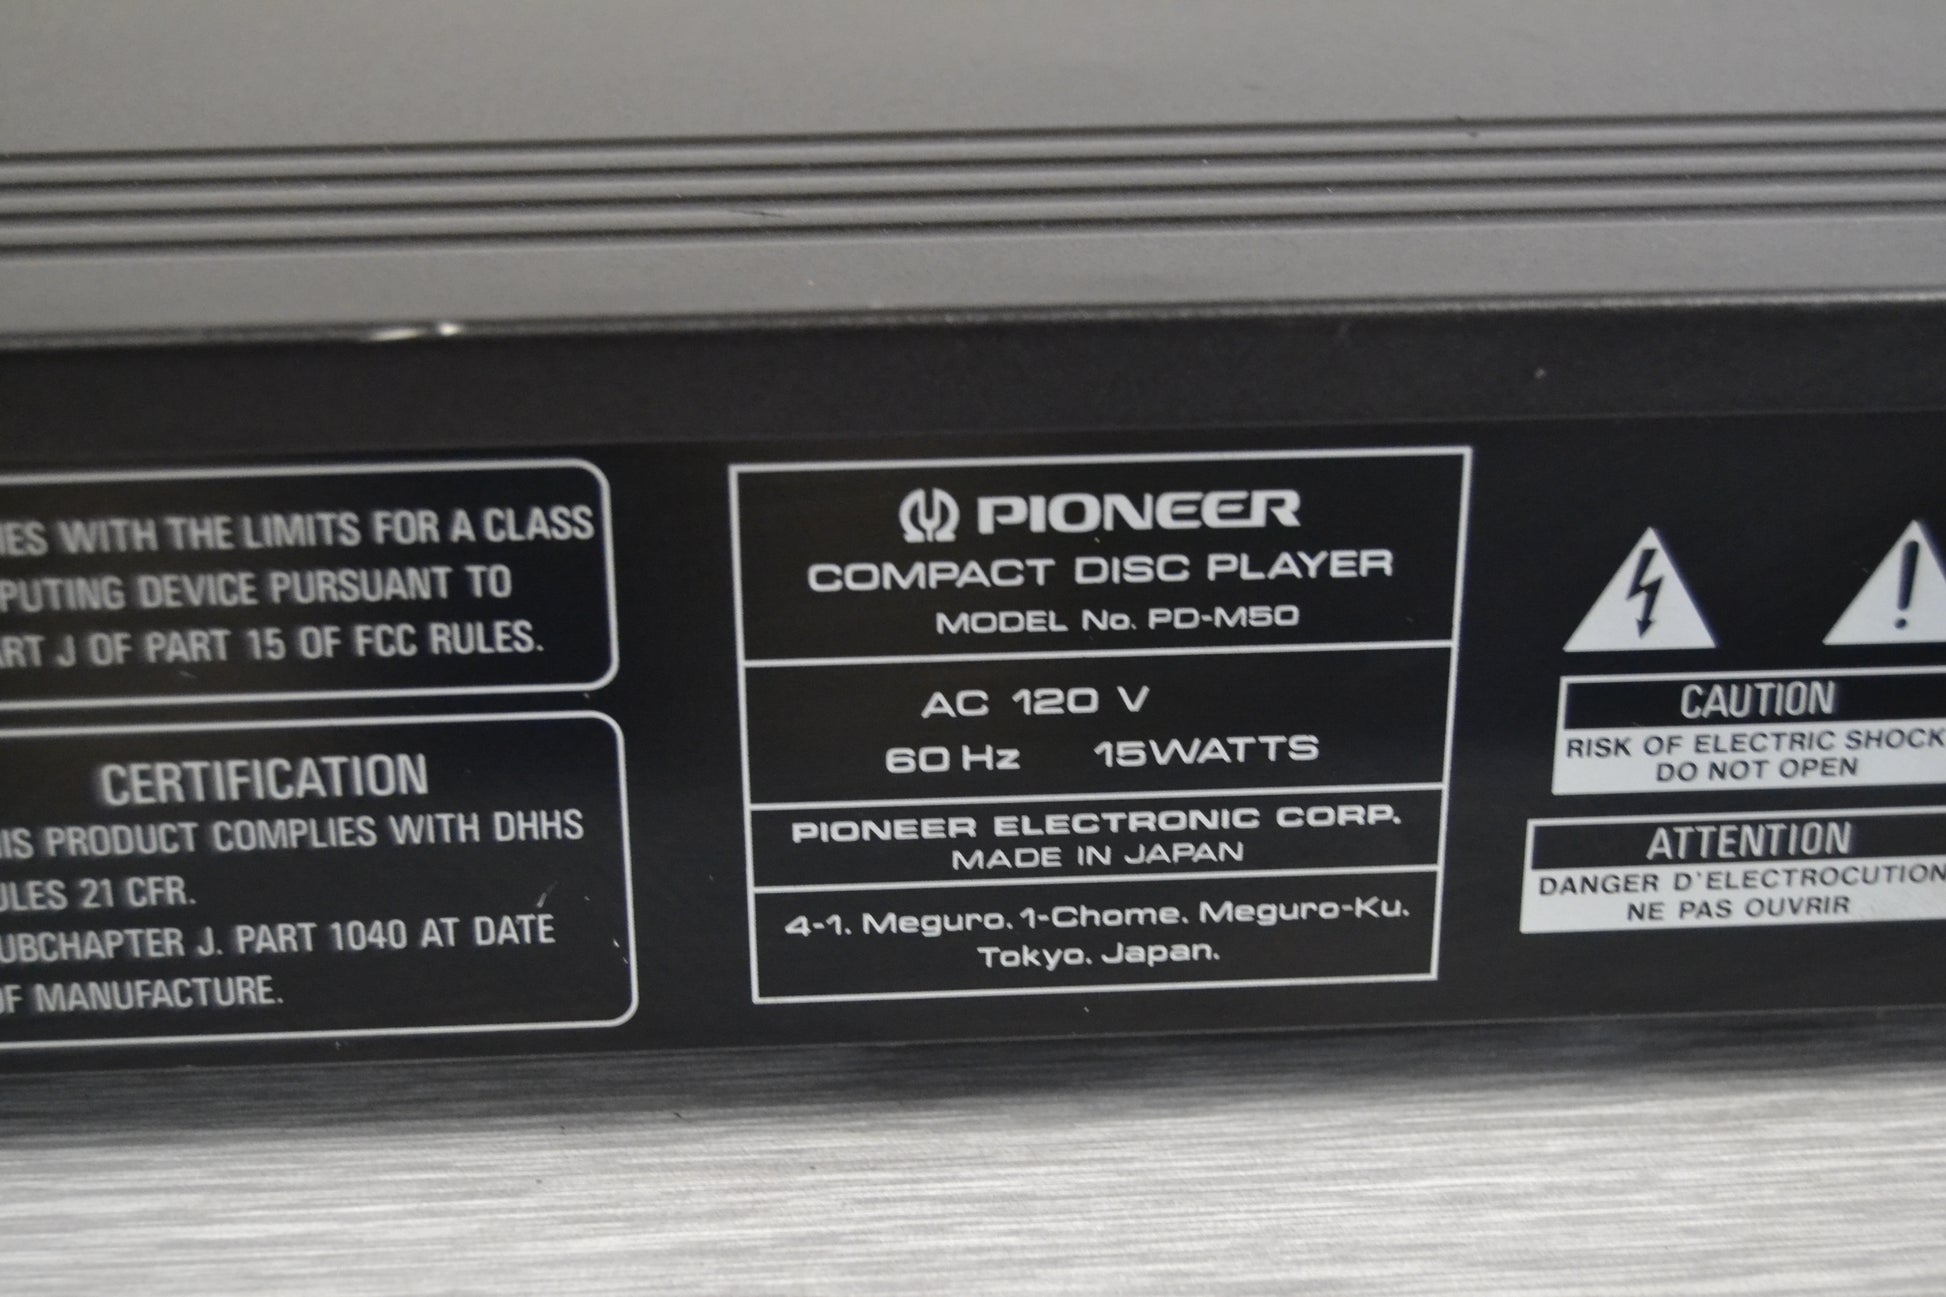 IES WITH THE LIMITS FOR A CLASS
PUTING DEVICE PURSUANT TO
ART J OF PART 15 OF FCC RULES.
CERTIFICATION
IS PRODUCT COMPLIES WITH DHHS
ULES 21 CFR.
UBCHAPTER J. PART 1040 AT DATE
OF MANUFACTURE.
PIONEER
COMPACT DISC PLAYER
MODEL No. PD-M50
AC 120 V
60 Hz 15WATTS
PIONEER ELECTRONIC CORP.
MADE IN JAPAN
4-1. Meguro. 1-Chome. Meguro-Ku.
Tokyo. Japan.
CAUTION
RISK OF ELECTRIC SHOCK
DO NOT OPEN
ATTENTION
DANGER D'ELECTROCUTION
NE PAS OUVRIR